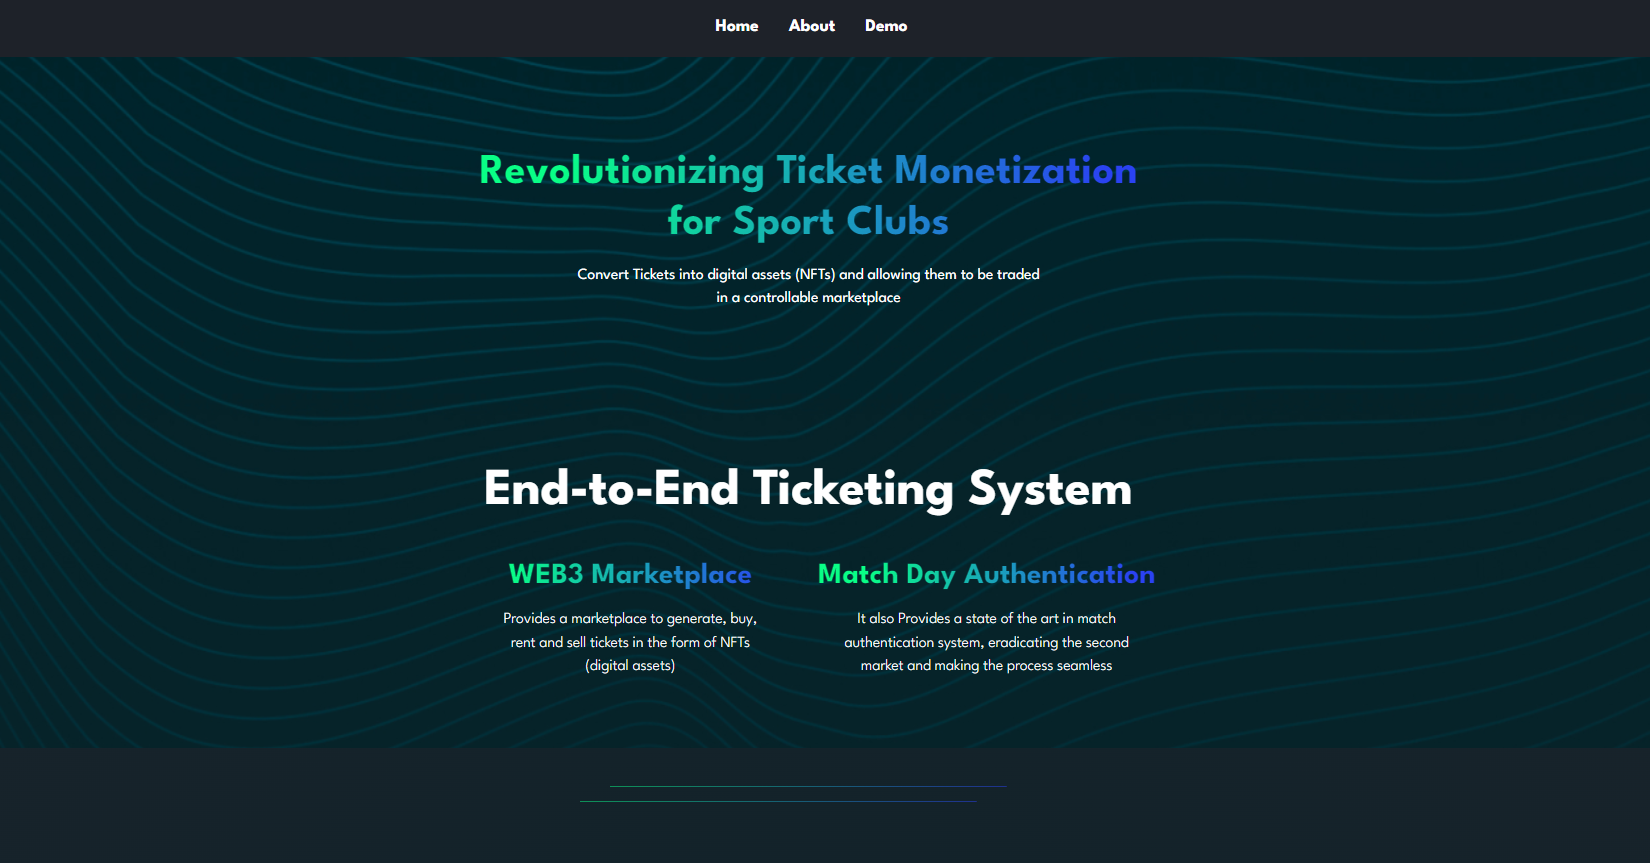 Home About Demo
Revolutionizing Ticket Monetization
for Sport Clubs
Convert Tickets into digital assets (NFTs) and allowing them to be traded
in a controllable marketplace
End-to-End Ticketing System
WEB3 Marketplace
Provides a marketplace to generate, buy,
rent and sell tickets in the form of NFTs
(digital assets)
Match Day Authentication
It also Provides a state of the art in match
authentication system, eradicating the second
market and making the process seamless